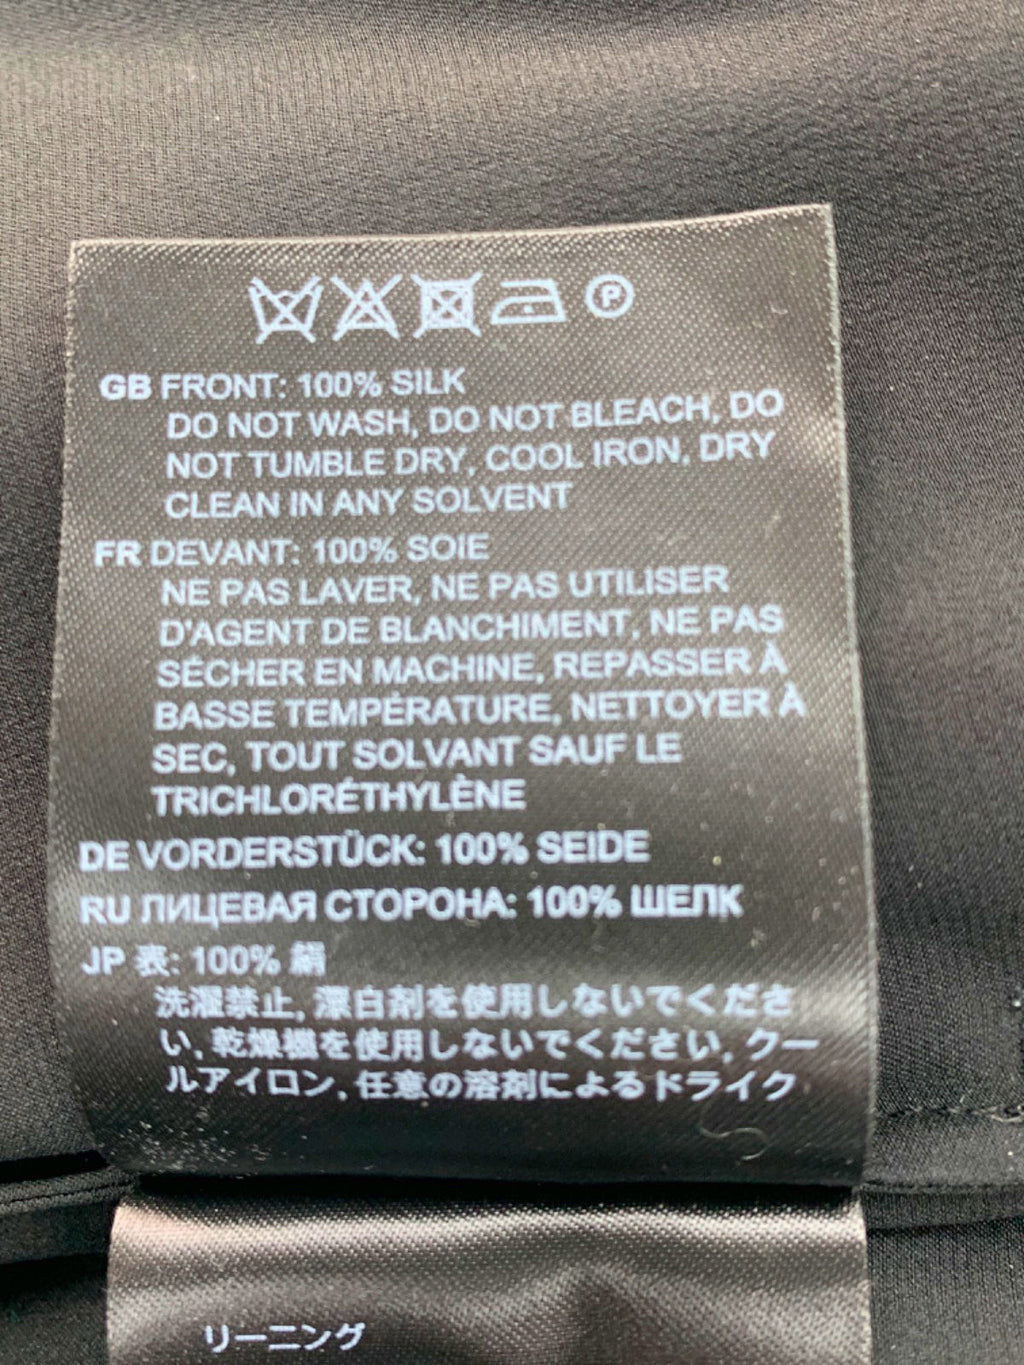 P
GB FRONT: 100% SILK
DO NOT WASH, DO NOT BLEACH, DO
NOT TUMBLE DRY, COOL IRON, DRY
CLEAN IN ANY SOLVENT
FR DEVANT: 100% SOIE
NE PAS LAVER, NE PAS UTILISER
D'AGENT DE BLANCHIMENT, NE PAS
SÉCHER EN MACHINE, REPASSER À
BASSE TEMPÉRATURE, NETTOYER À
SEC, TOUT SOLVANT SAUF LE
TRICHLORÉTHYLÈNE
DE VORDERSTÜCK: 100% SEIDE
RU ЛИЦЕВАЯ СТОРОНА: 100% ШЕЛК
JP 表: 100% 絹
洗濯禁止, 漂白剤を使用しないでくださ
い, 乾燥機を使用しないでください, クー
ルアイロン, 任意の溶剤によるドライク
リーニング